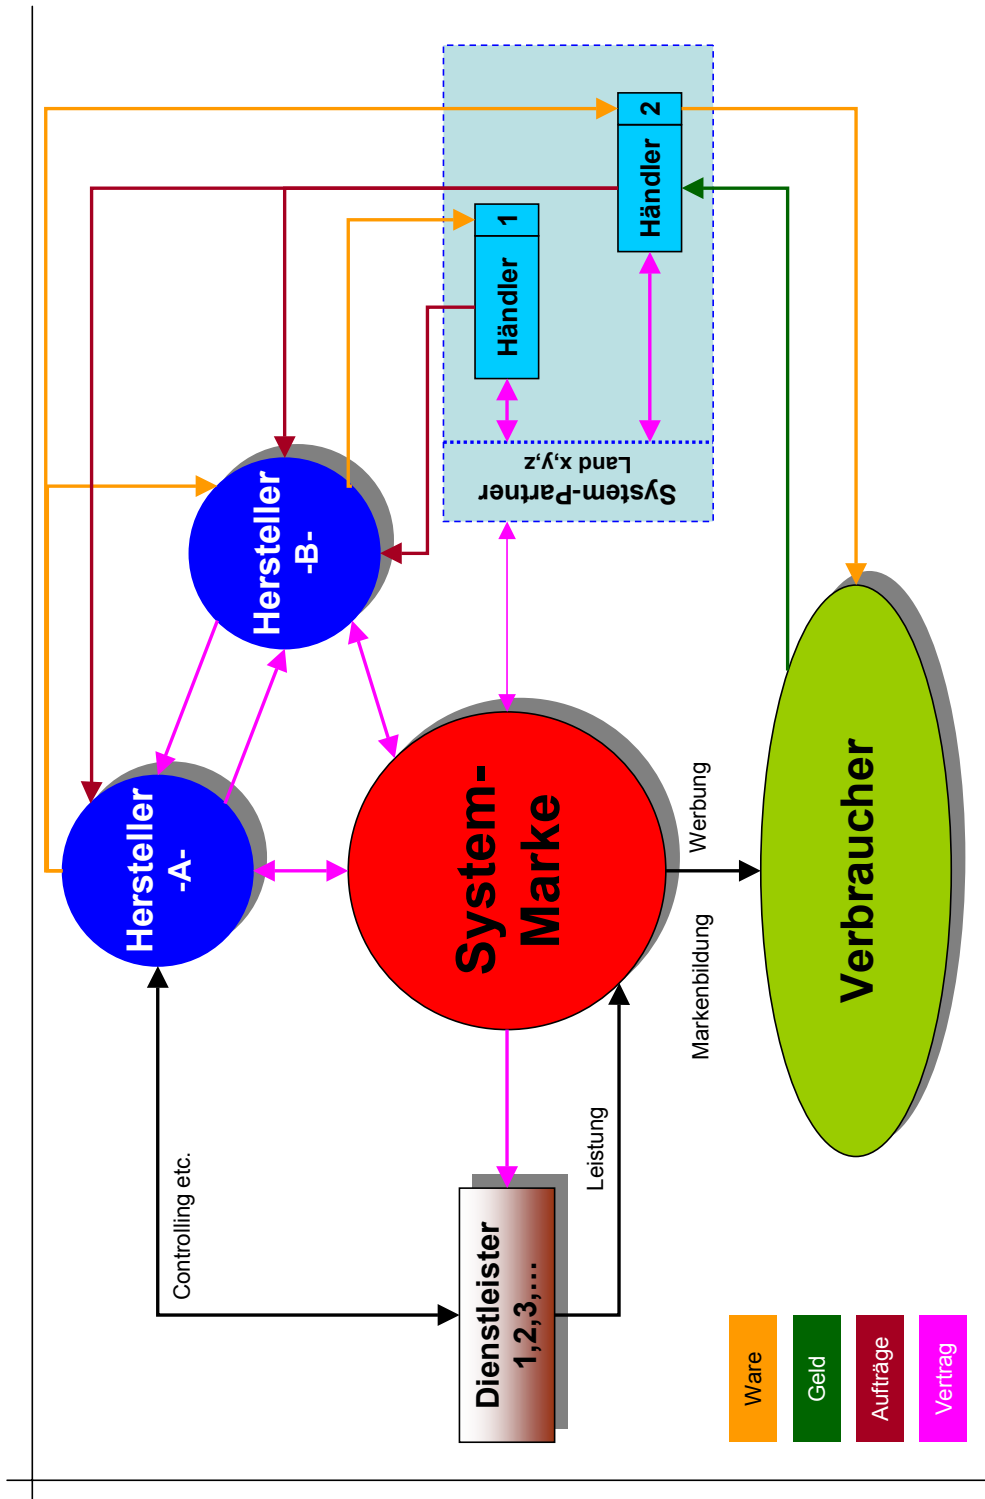 Hersteller
-A-
Hersteller
-B-
System-
Marke
Dienstleister
1,2,3,…
Controlling etc.
Leistung
Markenbildung
Werbung
Verbraucher
System-Partner
Land x,y,z
Händler
1
Händler
2
Ware
Geld
Aufträge
Vertrag